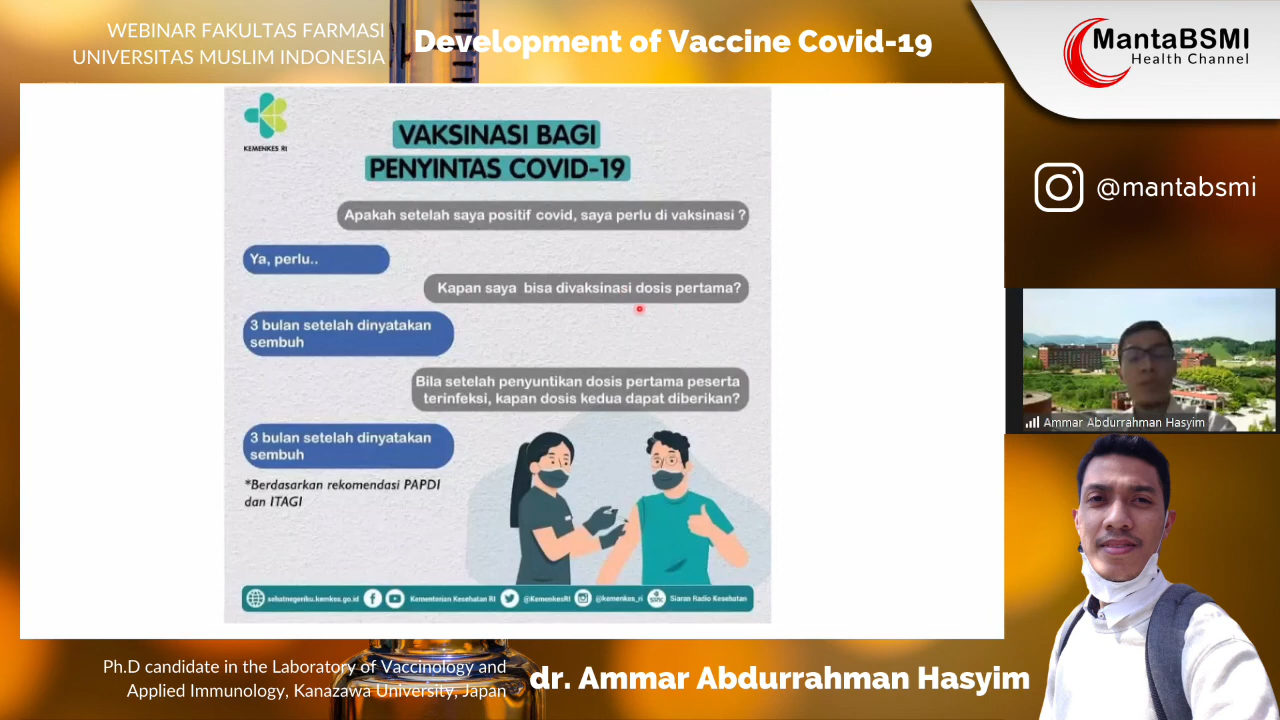 WEBINAR FAKULTAS FARMASI
UNIVERSITAS MUSLIM INDONESIA
Development of Vaccine Covid-19
MantaBSMI
Health Channel
@mantabsmi
KEMENKES RI
VAKSINASI BAGI
PENYINTAS COVID-19
Apakah setelah saya positif covid, saya perlu di vaksinasi ?
Ya, perlu..
Kapan saya bisa divaksinasi dosis pertama?
3 bulan setelah dinyatakan
sembuh
Bila setelah penyuntikan dosis pertama peserta
terinfeksi, kapan dosis kedua dapat diberikan?
3 bulan setelah dinyatakan
sembuh
*Berdasarkan rekomendasi PAPDI
dan ITAGI
sehatnegeriku.kemkes.go.id
Kementerian Kesehatan RI
@KemenkesRI
@kemenkes_ri
Siaran Radio Kesehatan
Ammar Abdurrahman Hasyim
Ph.D candidate in the Laboratory of Vaccinology and
Applied Immunology, Kanazawa University, Japan
dr. Ammar Abdurrahman Hasyim